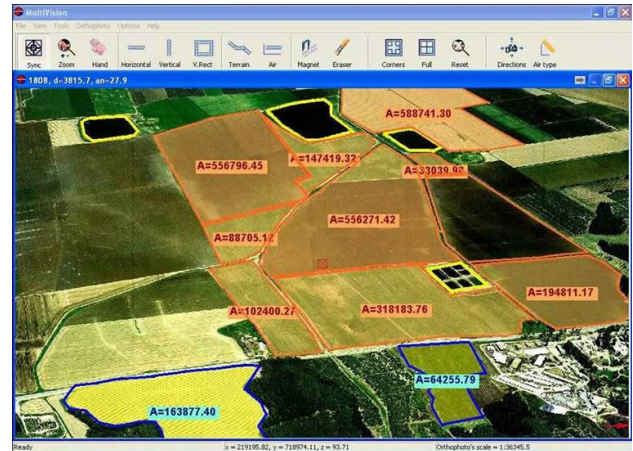 MultiVision
File View Tools Orthophoto Options Help
Sync Zoom Hand Horizontal Vertical V.Rect Terrain Air Magnet Eraser Corners Full Reset Directions Air type
1808, d=3815.7, an=27.9
A=588741.30
A=147419.32
A=556796.45
A=33039.98
A=556271.42
A=88705.12
A=194811.17
A=102400.27
A=318183.76
A=64255.79
A=163877.40
Ready x = 219195.82, y = 718974.11, z = 93.71 Orthophoto's scale = 1:36345.5